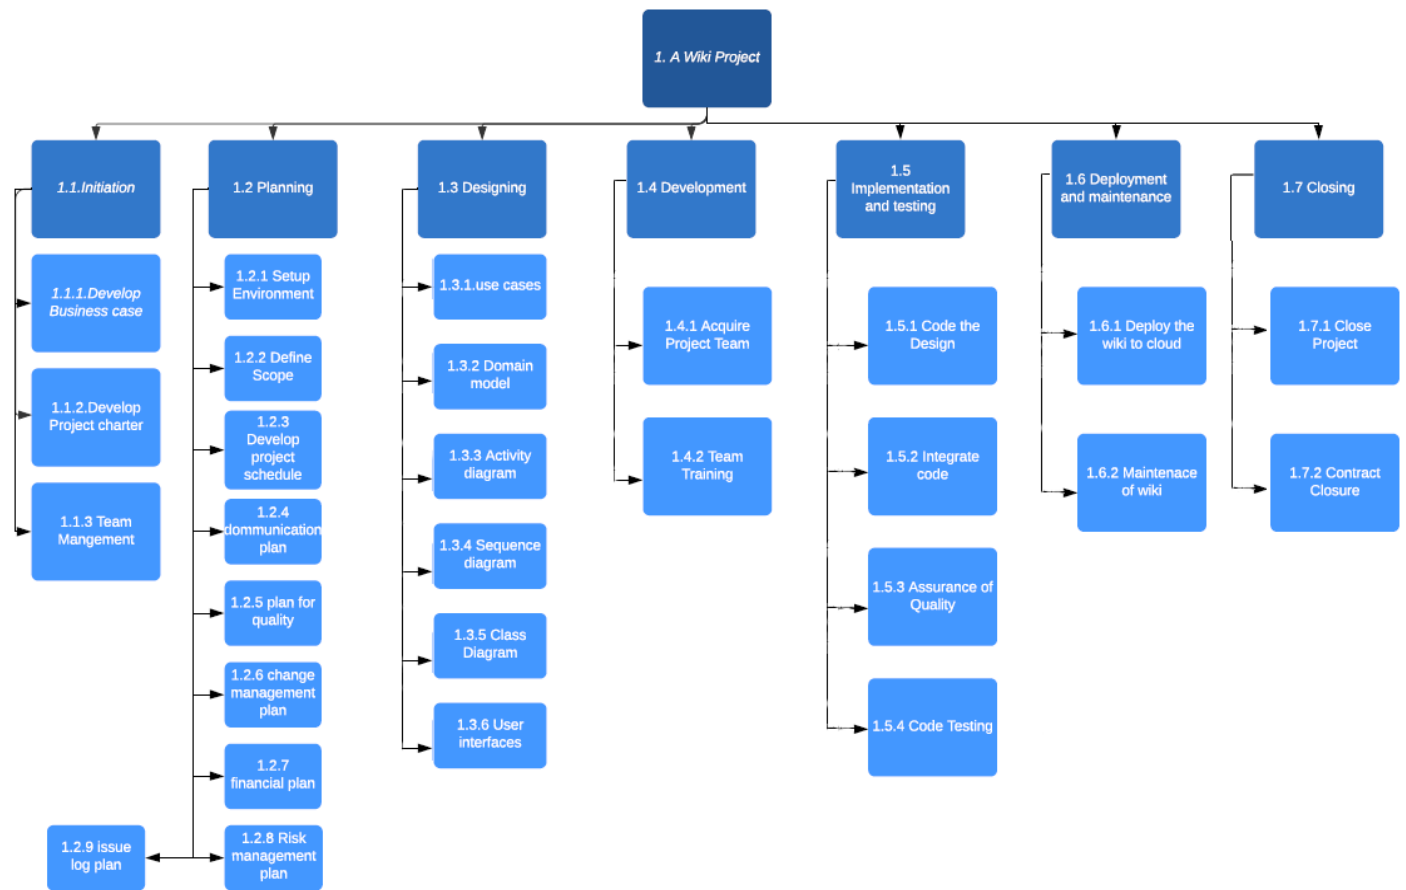 1. A Wiki Project
1.1.Initiation
1.1.1.Develop
Business case
1.1.2.Develop
Project charter
1.1.3 Team
Mangement
1.2 Planning
1.2.1 Setup
Environment
1.2.2 Define
Scope
1.2.3
Develop
project
schedule
1.2.4
dommunication
plan
1.2.5 plan for
quality
1.2.6 change
management
plan
1.2.7
financial plan
1.2.8 Risk
management
plan
1.2.9 issue
log plan
1.3 Designing
1.3.1.use cases
1.3.2 Domain
model
1.3.3 Activity
diagram
1.3.4 Sequence
diagram
1.3.5 Class
Diagram
1.3.6 User
interfaces
1.4 Development
1.4.1 Acquire
Project Team
1.4.2 Team
Training
1.5
Implementation
and testing
1.5.1 Code the
Design
1.5.2 Integrate
code
1.5.3 Assurance of
Quality
1.5.4 Code Testing
1.6 Deployment
and maintenance
1.6.1 Deploy the
wiki to cloud
1.6.2 Maintenace
of wiki
1.7 Closing
1.7.1 Close
Project
1.7.2 Contract
Closure